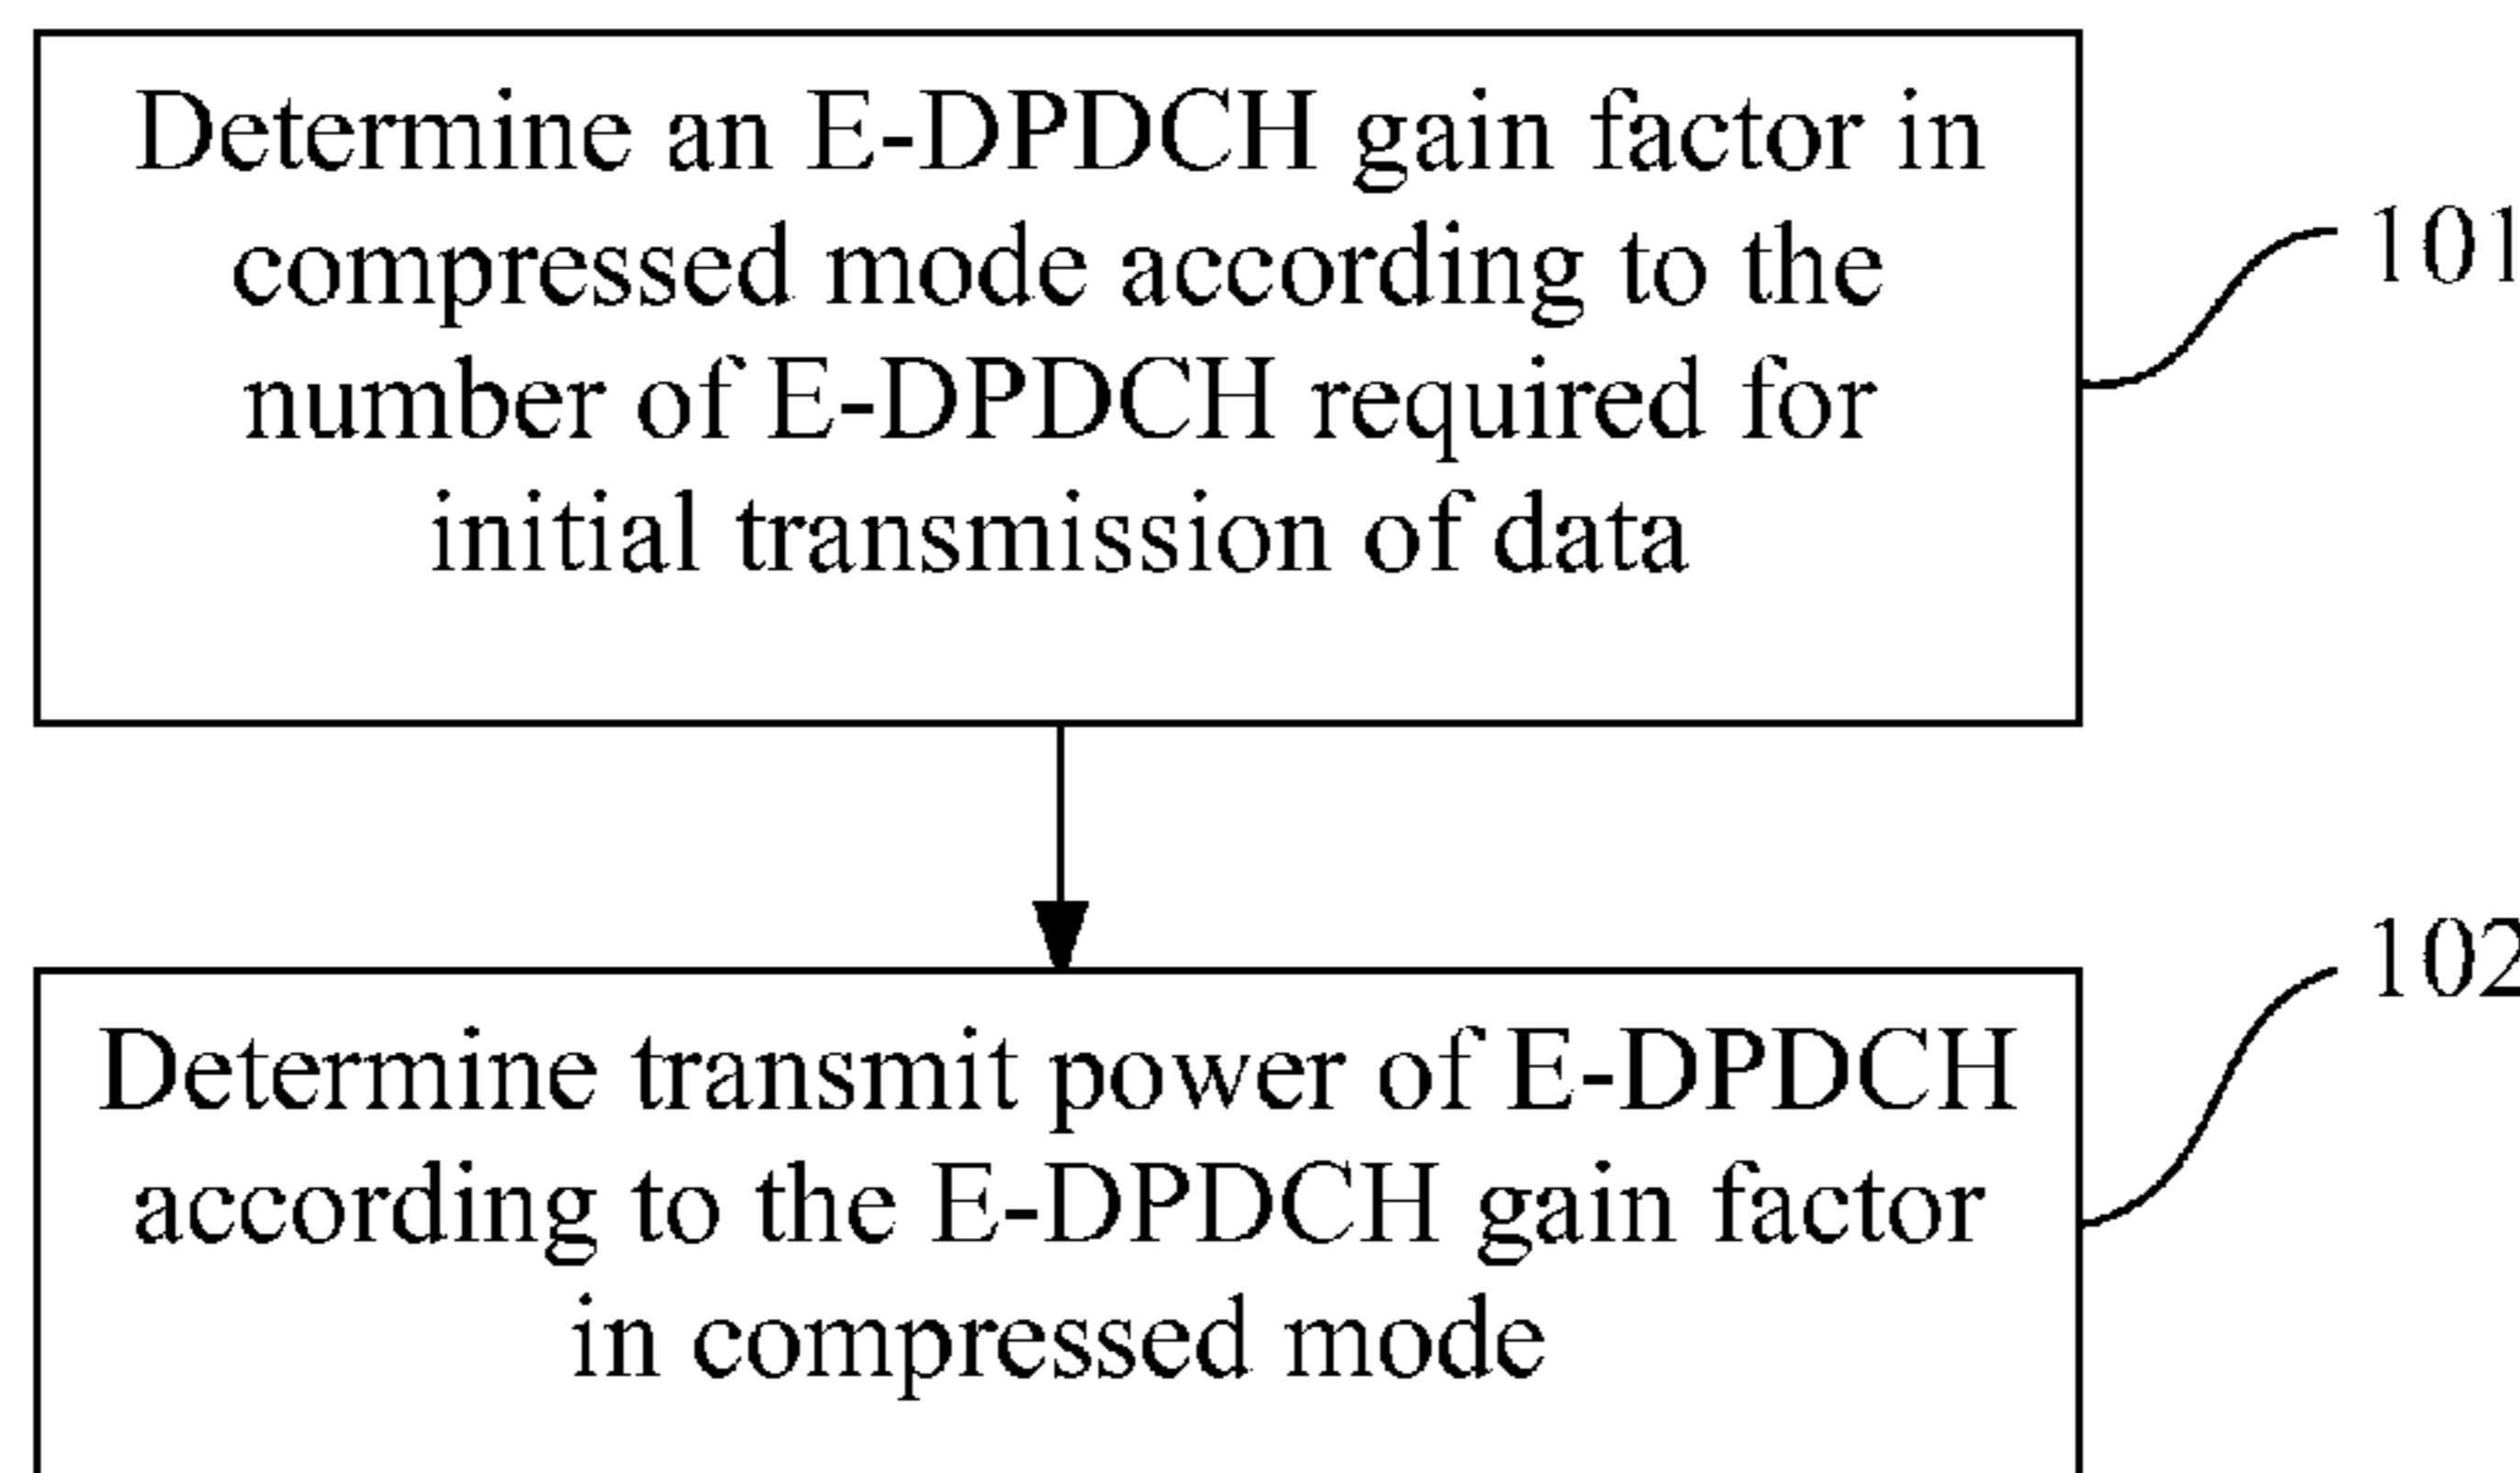 Determine an E-DPDCH gain factor in
compressed mode according to the
number of E-DPDCH required for
initial transmission of data
101
102
Determine transmit power of E-DPDCH
according to the E-DPDCH gain factor
in compressed mode